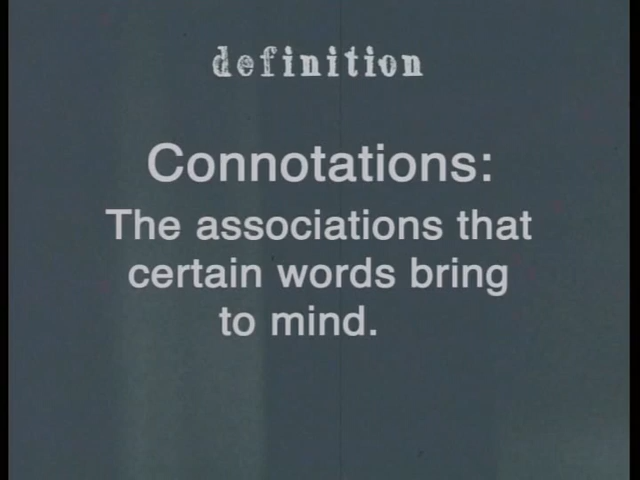 definition
Connotations:
The associations that
certain words bring
to mind.